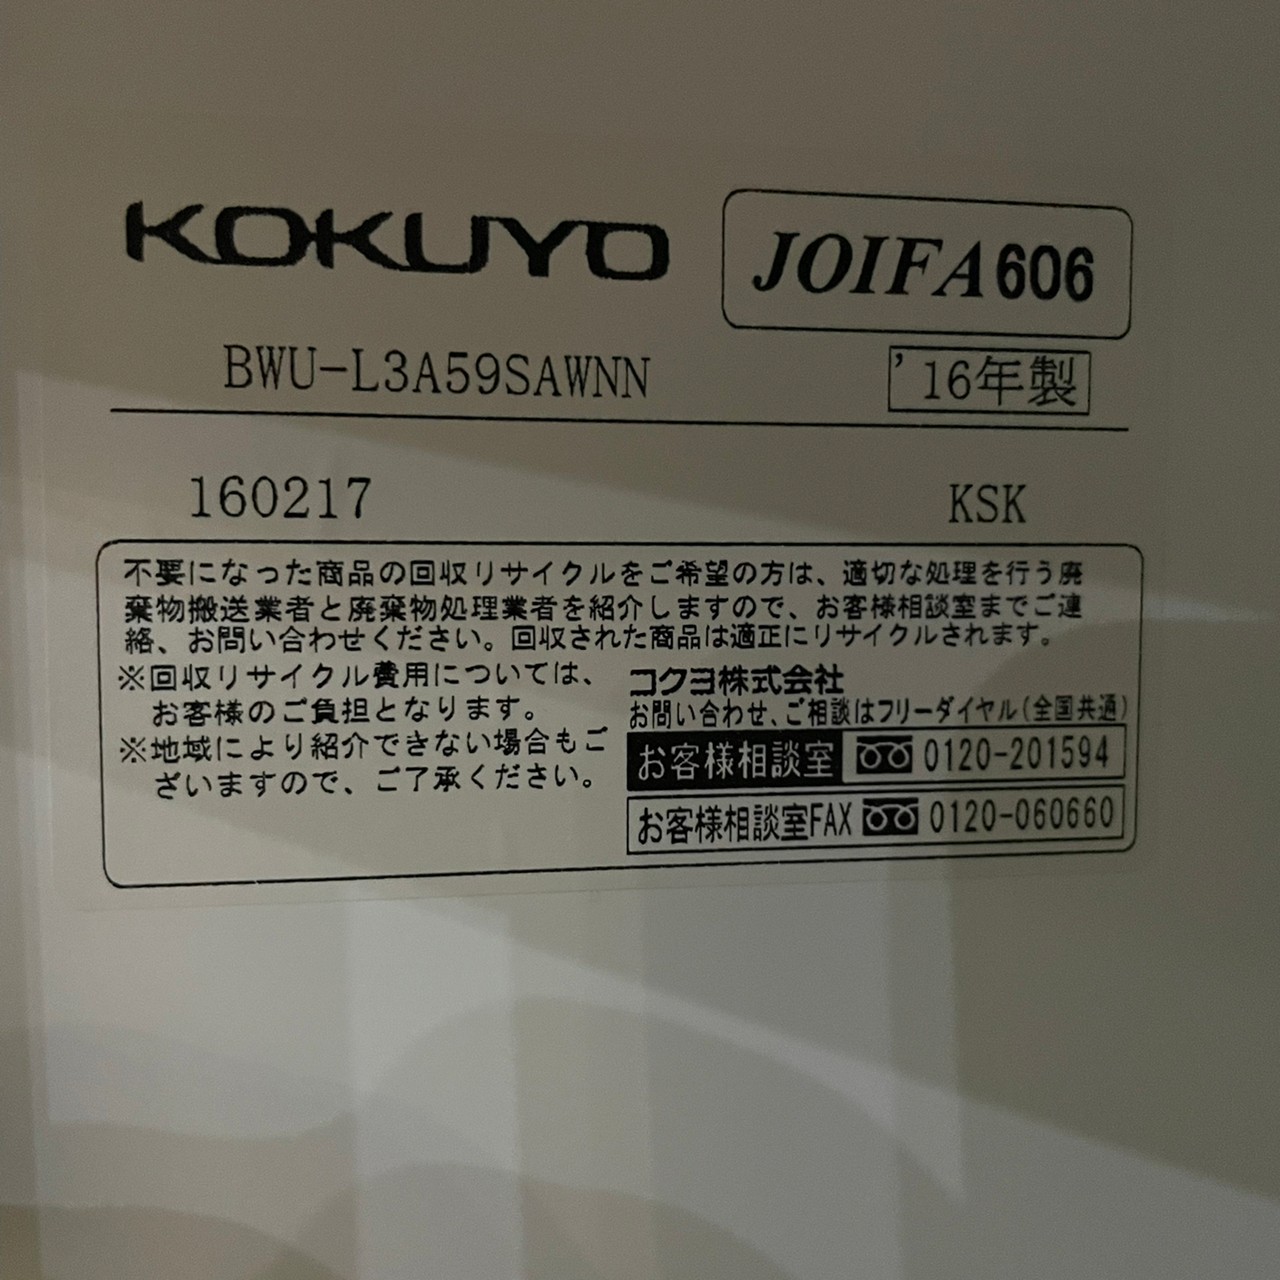 KOKUYO
JOIFA606
BWU-L3A59SAWNN
'16年製
160217
KSK
不要になった商品の回収リサイクルをご希望の方は、適切な処理を行う廃
棄物搬送業者と廃棄物処理業者を紹介しますので、お客様相談室までご連
絡、お問い合わせください。回収された商品は適正にリサイクルされます。
※回収リサイクル費用については、
お客様のご負担となります。
※地域により紹介できない場合もご
ざいますので、ご了承ください。
コクヨ株式会社
お問い合わせ、ご相談はフリーダイヤル(全国共通)
お客様相談室 0120-201594
お客様相談室FAX 0120-060660